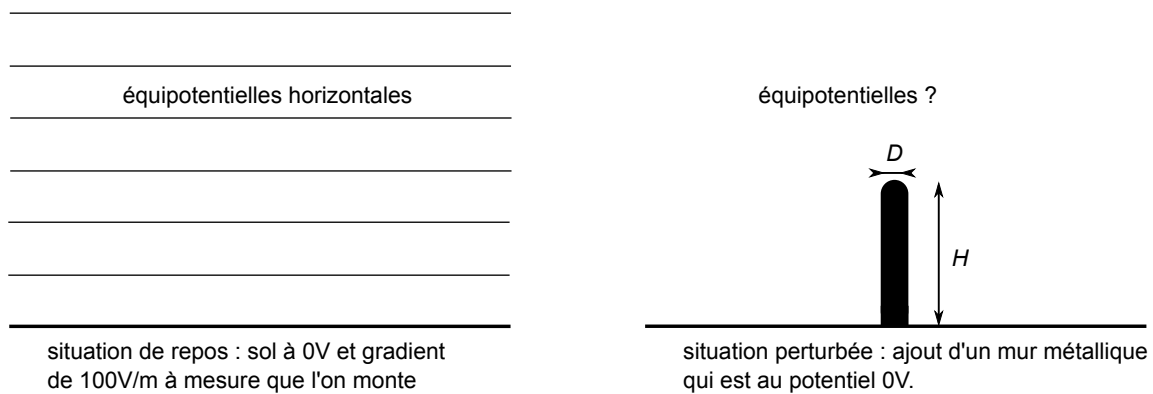 équipotentielles horizontales
équipotentielles ?
D
H
situation de repos : sol à 0V et gradient
de 100V/m à mesure que l'on monte
situation perturbée : ajout d'un mur métallique
qui est au potentiel 0V.